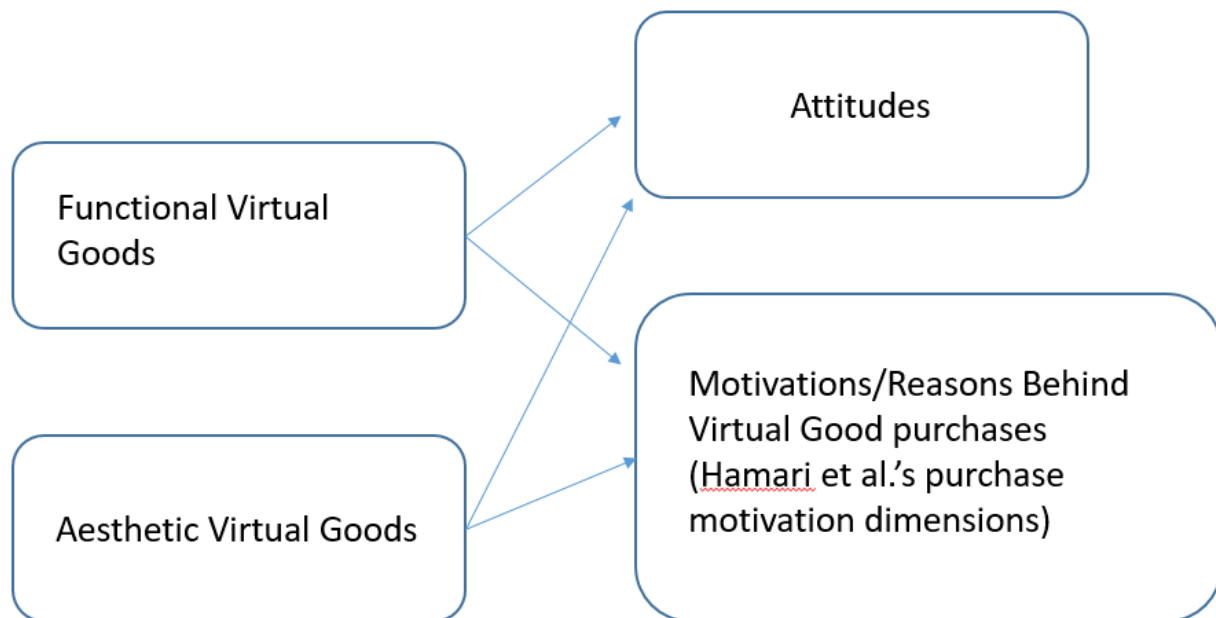 Attitudes
Functional Virtual
Goods
Motivations/Reasons Behind
Virtual Good purchases
(Hamari et al.’s purchase
motivation dimensions)
Aesthetic Virtual Goods